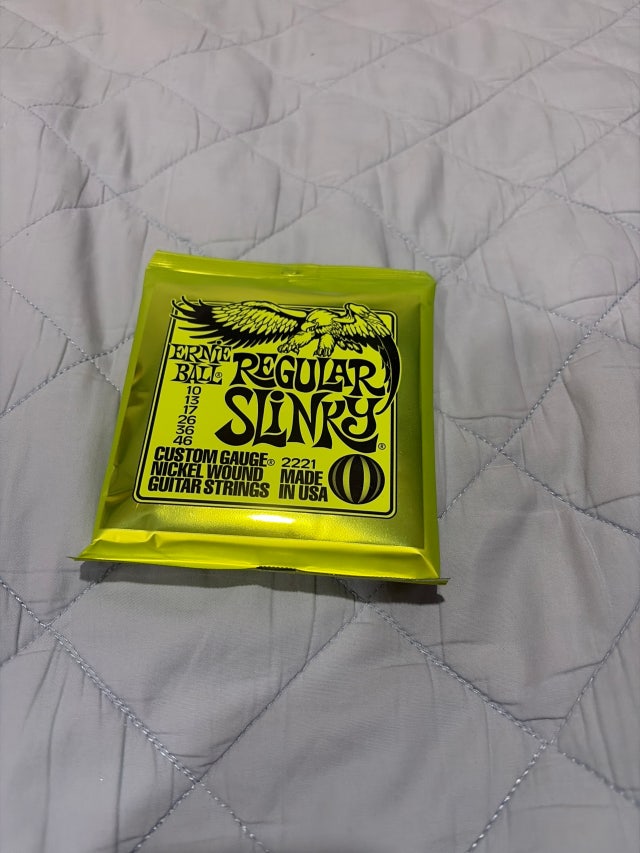 ERNIE
BALL®
REGULAR
SLINKY®
10
13
17
26
36
46
CUSTOM GAUGE®
NICKEL WOUND
GUITAR STRINGS
2221
MADE
IN USA